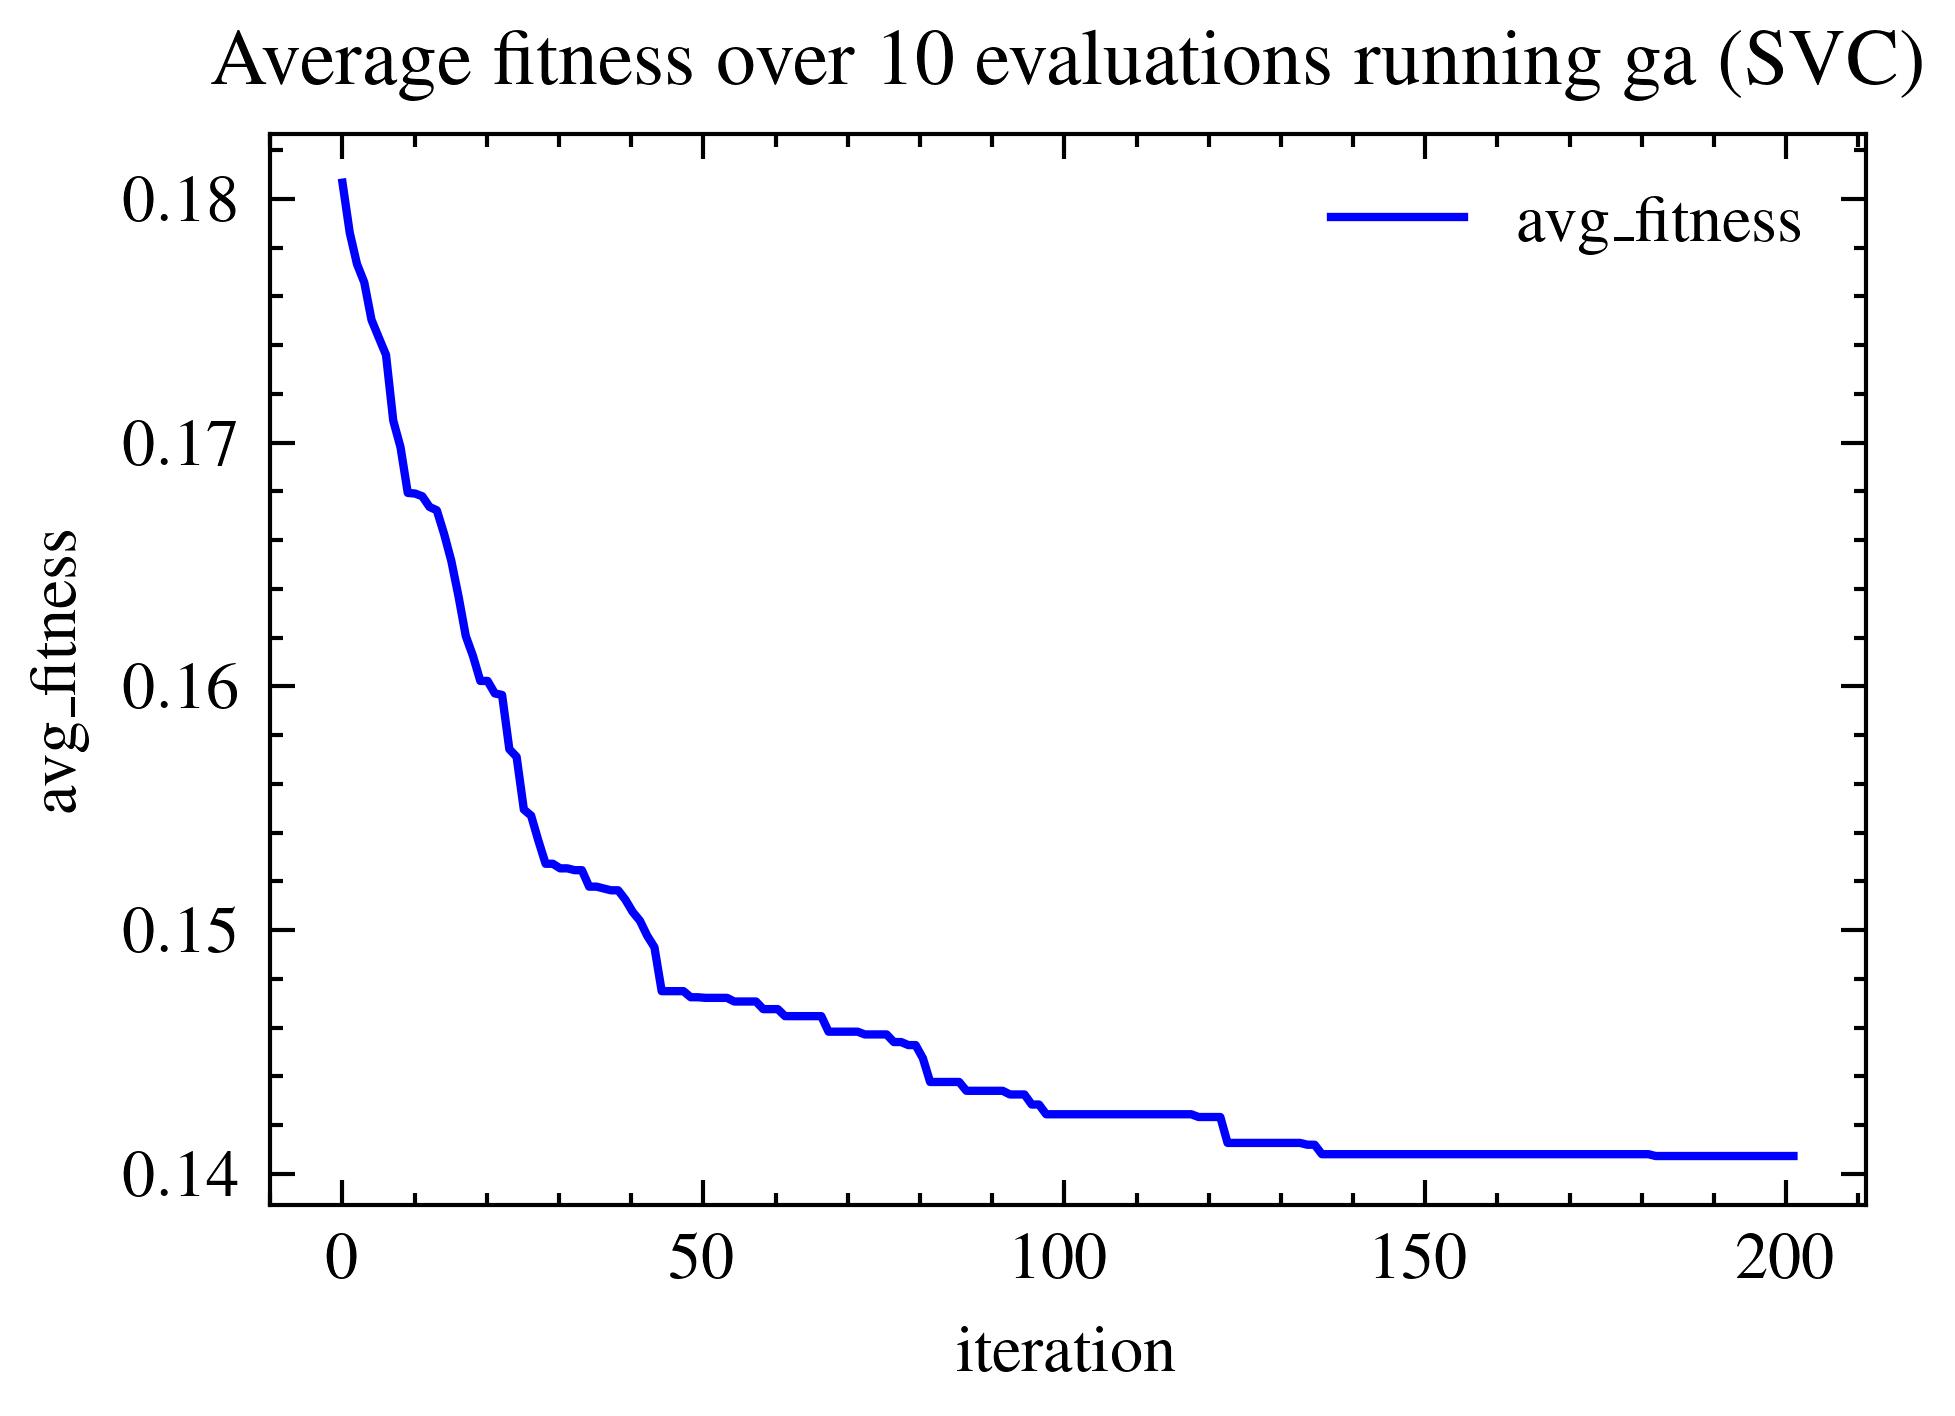 Average fitness over 10 evaluations running ga (SVC)
avg_fitness
0.18
0.17
0.16
0.15
0.14
avg_fitness
0 50 100 150 200
iteration